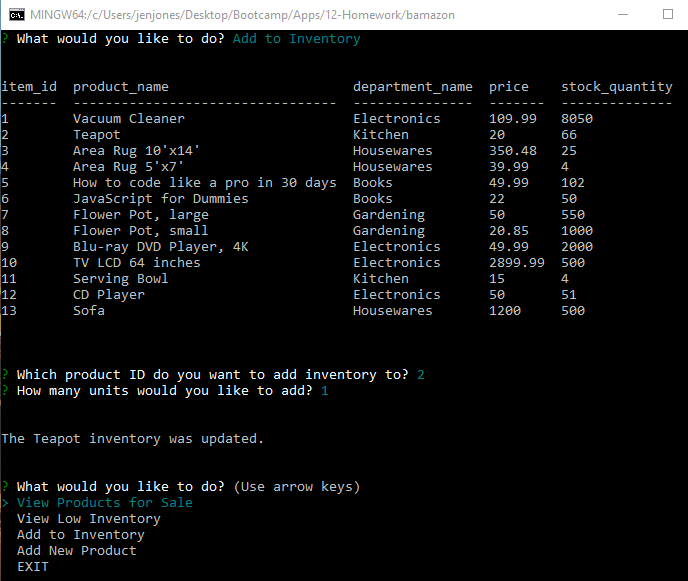 MINGW64:/c/Users/jenjones/Desktop/Bootcamp/Apps/12-Homework/bamazon
? What would you like to do? Add to Inventory
item_id  product_name                      department_name  price    stock_quantity
-------  ---------------------------------  ---------------  -------  --------------
1        Vacuum Cleaner                     Electronics      109.99   8050
2        Teapot                             Kitchen          20       66
3        Area Rug 10'x14'                   Housewares       350.48   25
4        Area Rug 5'x7'                     Housewares       39.99    4
5        How to code like a pro in 30 days  Books            49.99    102
6        JavaScript for Dummies             Books            22       50
7        Flower Pot, large                  Gardening        50       550
8        Flower Pot, small                  Gardening        20.85    1000
9        Blu-ray DVD Player, 4K             Electronics      49.99    2000
10       TV LCD 64 inches                   Electronics      2899.99  500
11       Serving Bowl                       Kitchen          15       4
12       CD Player                          Electronics      50       51
13       Sofa                               Housewares       1200     500
? Which product ID do you want to add inventory to? 2
? How many units would you like to add? 1
The Teapot inventory was updated.
? What would you like to do? (Use arrow keys)
> View Products for Sale
View Low Inventory
Add to Inventory
Add New Product
EXIT